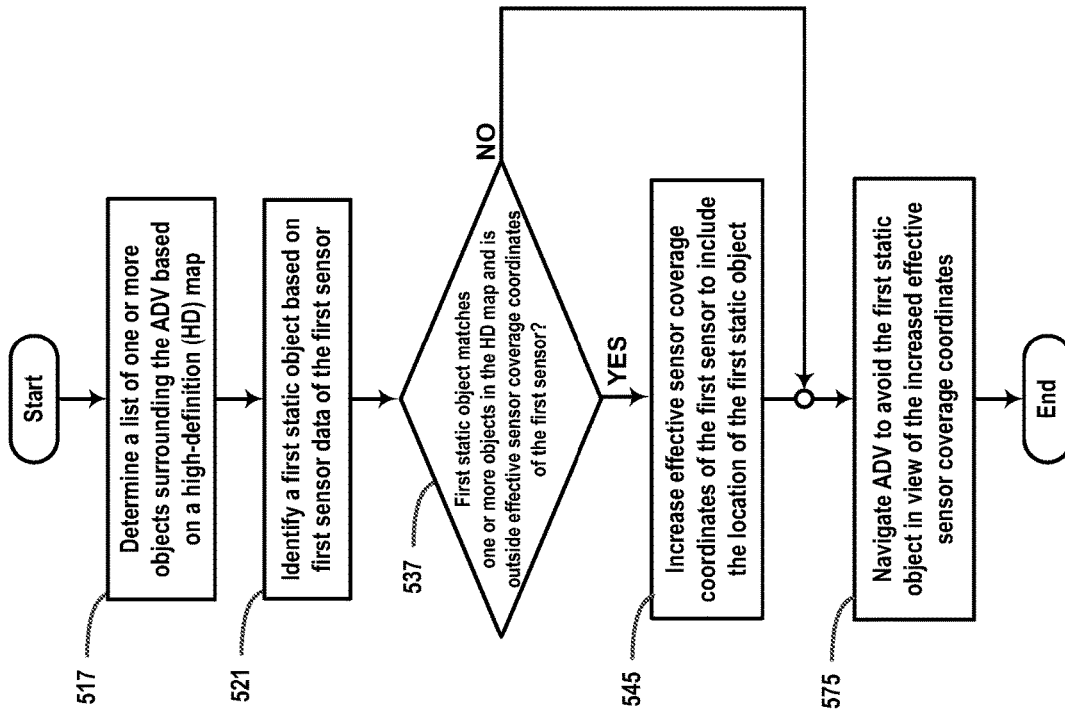 Start
517
Determine a list of one or more
objects surrounding the ADV based
on a high-definition (HD) map
521
Identify a first static object based on
first sensor data of the first sensor
537
First static object matches
one or more objects in the HD map and is
outside effective sensor coverage coordinates
of the first sensor?
NO
YES
545
Increase effective sensor coverage
coordinates of the first sensor to include
the location of the first static object
575
Navigate ADV to avoid the first static
object in view of the increased effective
sensor coverage coordinates
End